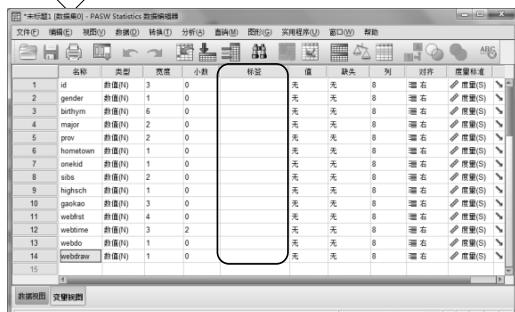 *未标题1 [数据集0] - PASW Statistics 数据编辑器
文件(F) 编辑(E) 视图(V) 数据(D) 转换(T) 分析(A) 直销(M) 图形(G) 实用程序(U) 窗口(W) 帮助
名称 类型 宽度 小数 标签 值 缺失 列 对齐 度量标准
1 id 数值(N) 3 0 无 无 8 右 度量(S)
2 gender 数值(N) 1 0 无 无 8 右 度量(S)
3 birthym 数值(N) 6 0 无 无 8 右 度量(S)
4 major 数值(N) 2 0 无 无 8 右 度量(S)
5 prov 数值(N) 2 0 无 无 8 右 度量(S)
6 hometown 数值(N) 1 0 无 无 8 右 度量(S)
7 onekid 数值(N) 1 0 无 无 8 右 度量(S)
8 sibs 数值(N) 2 0 无 无 8 右 度量(S)
9 highsch 数值(N) 1 0 无 无 8 右 度量(S)
10 gaokao 数值(N) 3 0 无 无 8 右 度量(S)
11 webfrst 数值(N) 4 0 无 无 8 右 度量(S)
12 webtime 数值(N) 3 2 无 无 8 右 度量(S)
13 webdo 数值(N) 1 0 无 无 8 右 度量(S)
14 webdraw 数值(N) 1 0 无 无 8 右 度量(S)
15
数据视图 变量视图